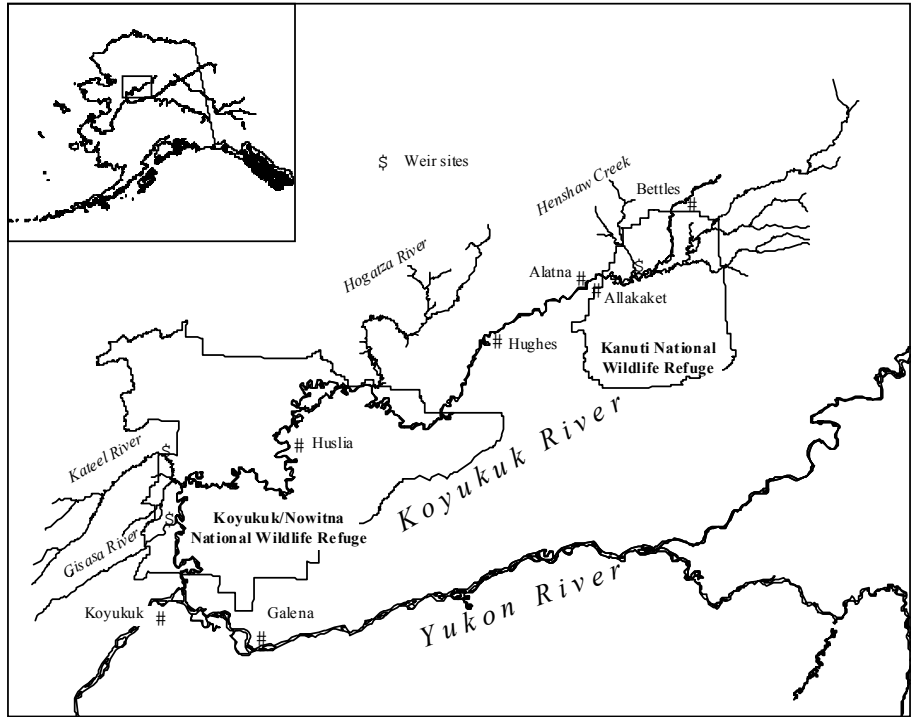 $ Weir sites
Henshaw Creek
Bettles
#
Hogatza River
$
Alatna #
# Allakaket
# Hughes
Kanuti National
Wildlife Refuge
Koyukuk River
# Huslia
Kateel River
$
Koyukuk/Nowitna
National Wildlife Refuge
$
Gisasa River
Yukon River
Koyukuk #
Galena
#